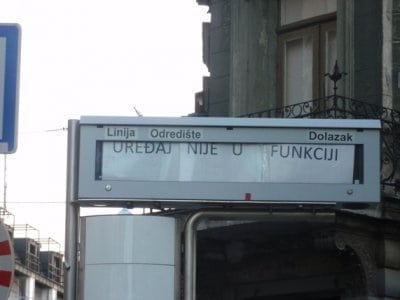 Linija Odredište Dolazak
UREĐAJ NIJE U FUNKCIJI